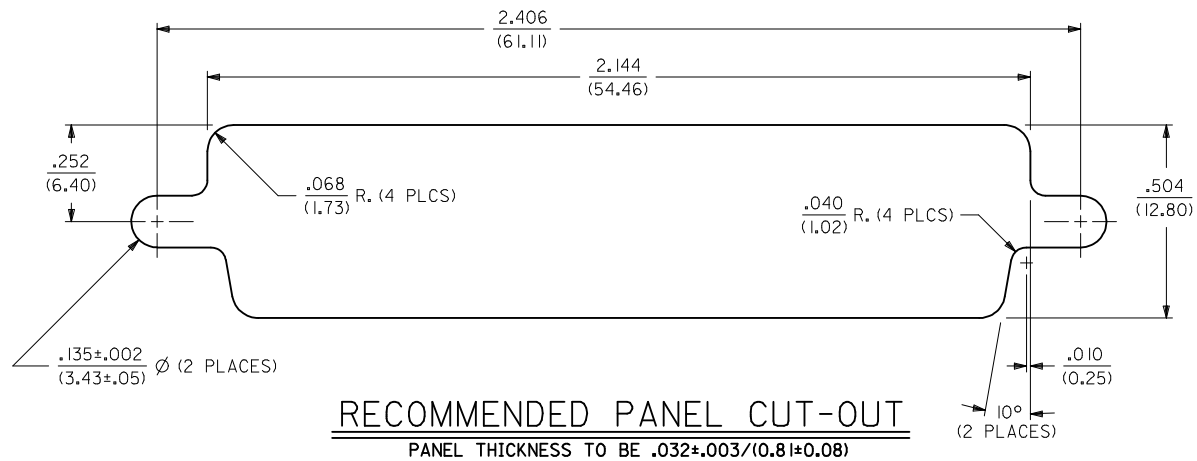 2.406
(61.11)
2.144
(54.46)
.252
(6.40)
.068
(1.73)
R. (4 PLCS)
.040
(1.02)
R. (4 PLCS)
.504
(12.80)
.135±.002
(3.43±.05)
Ø (2 PLACES)
.010
(0.25)
10°
(2 PLACES)
RECOMMENDED PANEL CUT-OUT
PANEL THICKNESS TO BE .032±.003/(0.81±0.08)